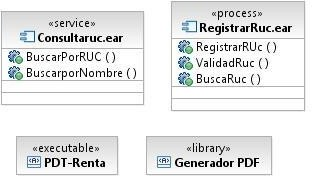 «service»
Consultaruc.ear
BuscarPorRUC ( )
BuscarporNombre ( )
«process»
RegistrarRuc.ear
RegistrarRUc ( )
ValidadRuc ( )
BuscaRuc ( )
«executable»
PDT-Renta
«library»
Generador PDF